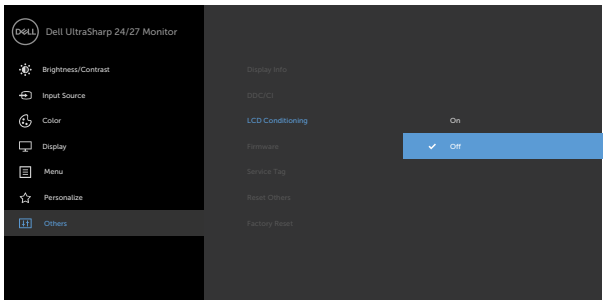 DELL Dell UltraSharp 24/27 Monitor
Brightness/Contrast Display Info
Input Source DDC/CI
Color LCD Conditioning On
Display Firmware Off
Menu Service Tag
Personalize Reset Others
Others Factory Reset